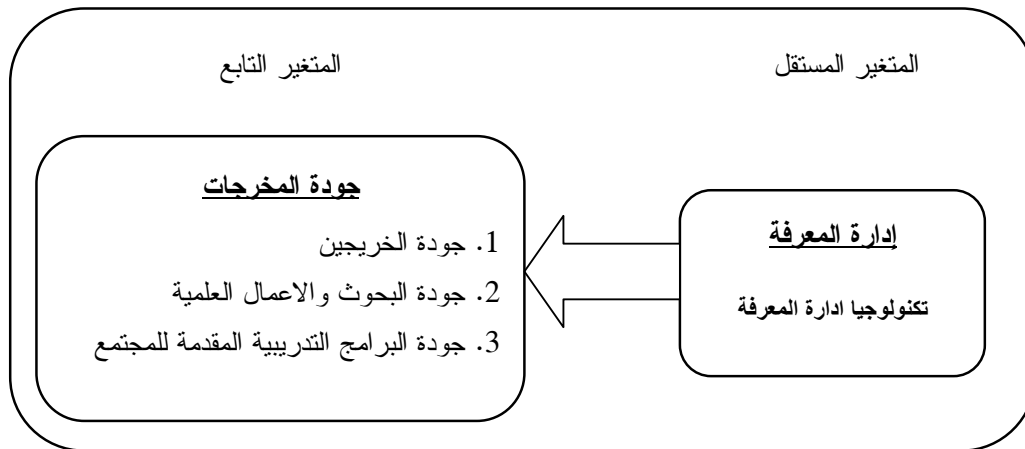 المتغير المستقل
المتغير التابع
إدارة المعرفة
تكنولوجيا ادارة المعرفة
جودة المخرجات
1. جودة الخريجين
2. جودة البحوث والاعمال العلمية
3. جودة البرامج التدريبية المقدمة للمجتمع